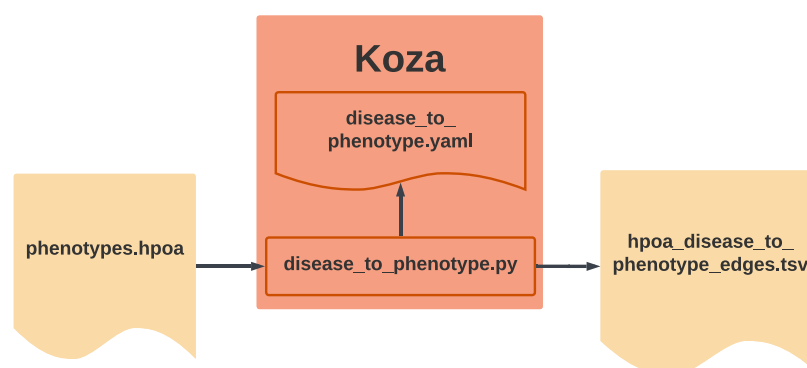 Koza
disease_to_
phenotype.yaml
phenotypes.hpoa
disease_to_phenotype.py
hpoa_disease_to_
phenotype_edges.tsv